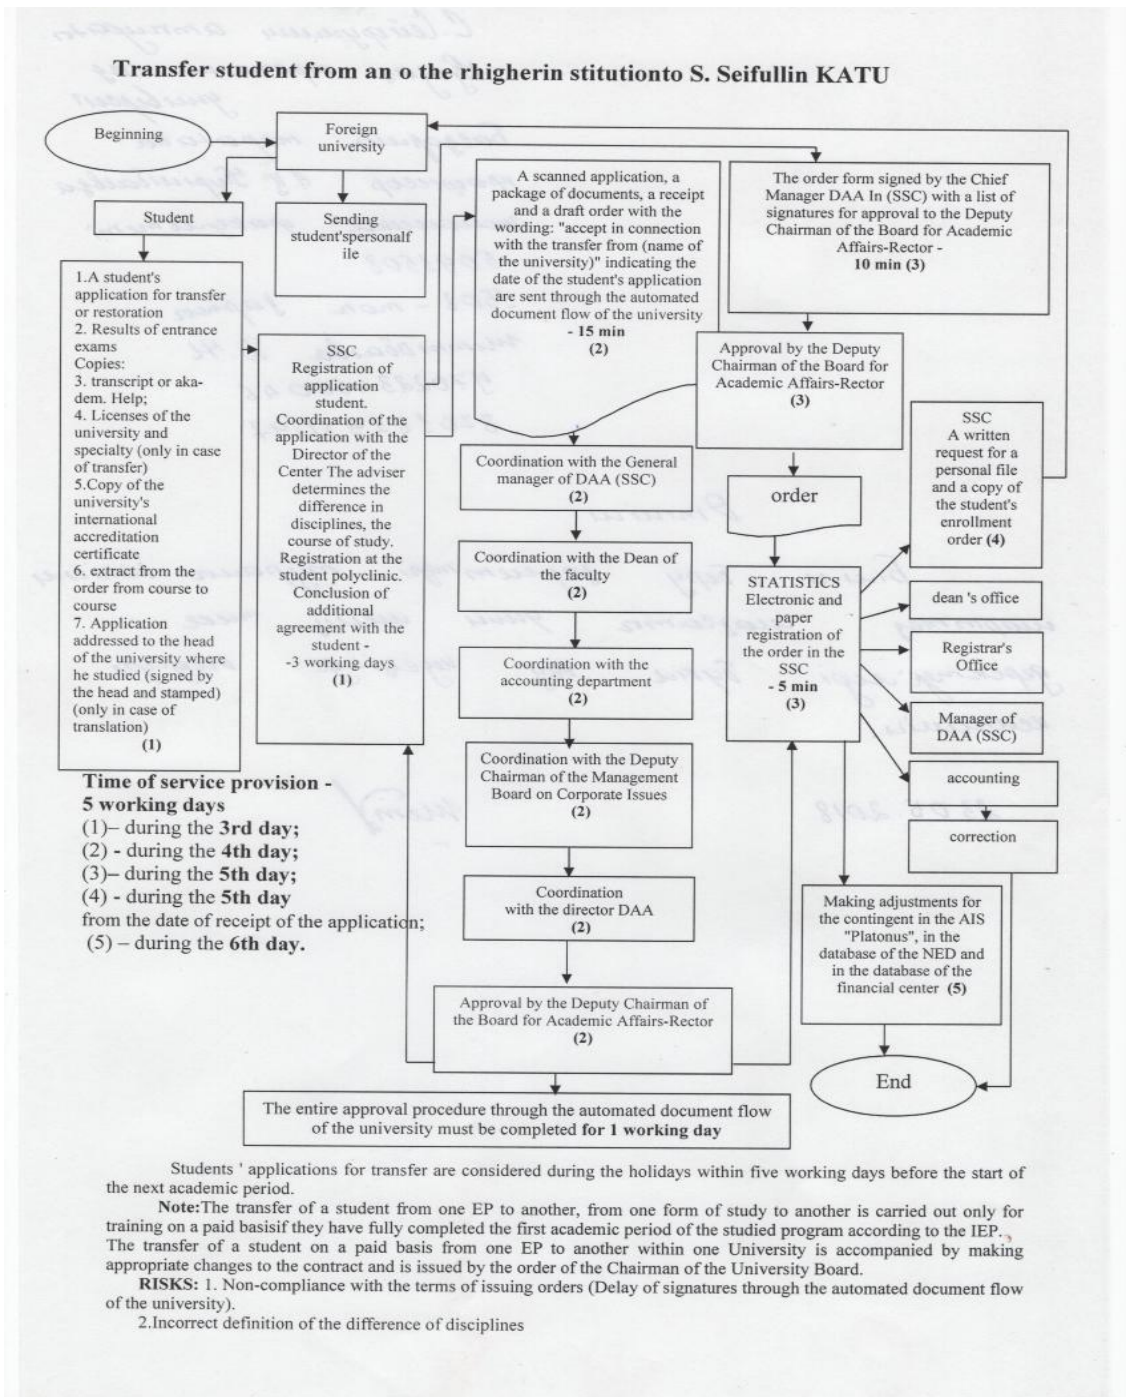 Transfer student from an o the rhigherin stitutionto S. Seifullin KATU
Beginning
Foreign
university
Student
Sending
student'spersonalf
ile
1.A student's
application for transfer
or restoration
2. Results of entrance
exams
Copies:
3. transcript or aka-
dem. Help;
4. Licenses of the
university and
specialty (only in case
of transfer)
5.Copy of the
university's
international
accreditation
certificate
6. extract from the
order from course to
course
7. Application
addressed to the head
of the university where
he studied (signed by
the head and stamped)
(only in case of
translation)
(1)
SSC
Registration of
application
student.
Coordination of the
application with the
Director of the
Center The adviser
determines the
difference in
disciplines, the
course of study.
Registration at the
student polyclinic.
Conclusion of
additional
agreement with the
student -
-3 working days
(1)
A scanned application, a
package of documents, a receipt
and a draft order with the
wording: "accept in connection
with the transfer from (name of
the university)" indicating the
date of the student's application
are sent through the automated
document flow of the university
- 15 min
(2)
Coordination with the General
manager of DAA (SSC)
(2)
Coordination with the Dean of
the faculty
(2)
Coordination with the
accounting department
(2)
Coordination with the Deputy
Chairman of the Management
Board on Corporate Issues
(2)
Coordination
with the director DAA
(2)
Approval by the Deputy Chairman of
the Board for Academic Affairs-Rector
(2)
The entire approval procedure through the automated document flow
of the university must be completed for 1 working day
The order form signed by the Chief
Manager DAA In (SSC) with a list of
signatures for approval to the Deputy
Chairman of the Board for Academic
Affairs-Rector -
10 min (3)
Approval by the Deputy
Chairman of the Board for
Academic Affairs-Rector
(3)
order
STATISTICS
Electronic and
paper
registration of
the order in the
SSC
- 5 min
(3)
SSC
A written
request for a
personal file
and a copy of
the student's
enrollment
order (4)
dean 's office
Registrar's
Office
Manager of
DAA (SSC)
accounting
correction
Making adjustments for
the contingent in the AIS
"Platonus", in the
database of the NED and
in the database of the
financial center (5)
End
Time of service provision -
5 working days
(1)– during the 3rd day;
(2) - during the 4th day;
(3)– during the 5th day;
(4) - during the 5th day
from the date of receipt of the application;
(5) – during the 6th day.
Students ' applications for transfer are considered during the holidays within five working days before the start of
the next academic period.
Note:The transfer of a student from one EP to another, from one form of study to another is carried out only for
training on a paid basisif they have fully completed the first academic period of the studied program according to the IEP.
The transfer of a student on a paid basis from one EP to another within one University is accompanied by making
appropriate changes to the contract and is issued by the order of the Chairman of the University Board.
RISKS: 1. Non-compliance with the terms of issuing orders (Delay of signatures through the automated document flow
of the university).
2.Incorrect definition of the difference of disciplines